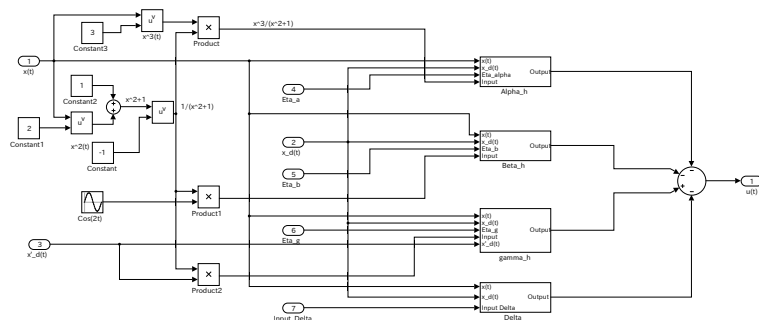 3
Constant3
u^v
x^3(t)
×
Product
x^3/(x^2+1)
1
x(t)
1
Constant2
x^2+1
2
Constant1
u^v
x^2(t)
u^v
1/(x^2+1)
-1
Constant
4
Eta_a
x(t)
x_d(t)
Eta_alpha
Input
Output
Alpha_h
2
x_d(t)
5
Eta_b
x(t)
x_d(t)
Eta_b
Input
Output
Beta_h
Cos(2t)
×
Product1
6
Eta_g
x(t)
x_d(t)
Eta_g
Input
x'_d(t)
Output
gamma_h
3
x'_d(t)
×
Product2
7
Input_Delta
x(t)
x_d(t)
Input Delta
Output
Delta
1
u(t)